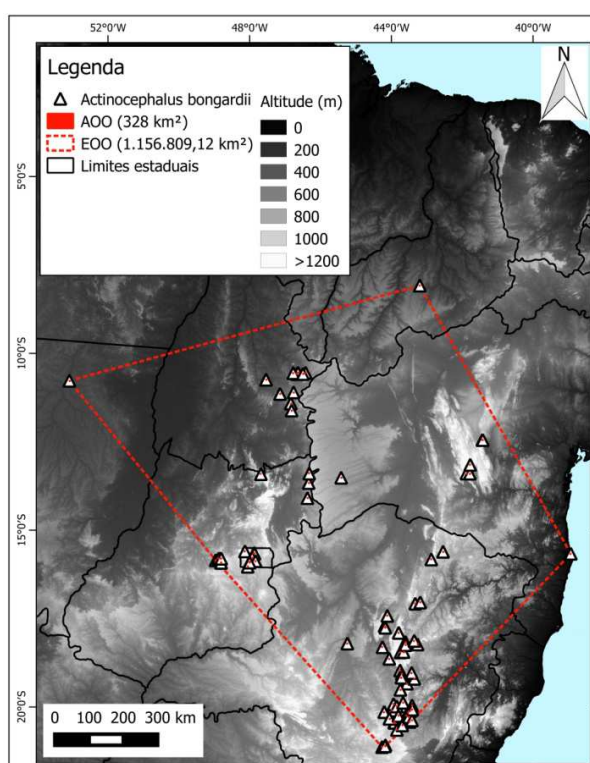 52°0'W
48°0'W
44°0'W
40°0'W
N
Legenda
Actinocephalus bongardii
AOO (328 km²)
EOO (1.156.809,12 km²)
Limites estaduais
Altitude (m)
0
200
400
600
800
1000
>1200
5°0'S
10°0'S
15°0'S
20°0'S
0 100 200 300 km